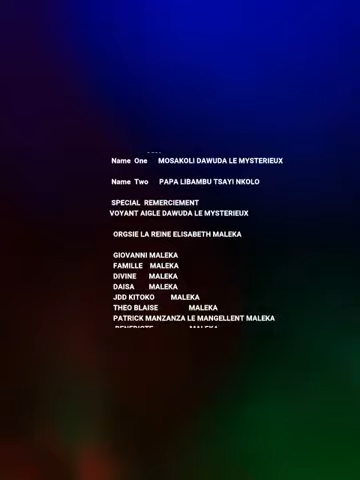 Name One MOSAKOLI DAWUDA LE MYSTERIEUX
Name Two PAPA LIBAMBU TSAYI NKOLO
SPECIAL REMERCIEMENT
VOYANT AIGLE DAWUDA LE MYSTERIEUX
ORGSIE LA REINE ELISABETH MALEKA
GIOVANNI MALEKA
FAMILLE MALEKA
DIVINE MALEKA
DAISA MALEKA
JDD KITOKO MALEKA
THEO BLAISE MALEKA
PATRICK MANZANZA LE MANGELLENT MALEKA
MALEKA